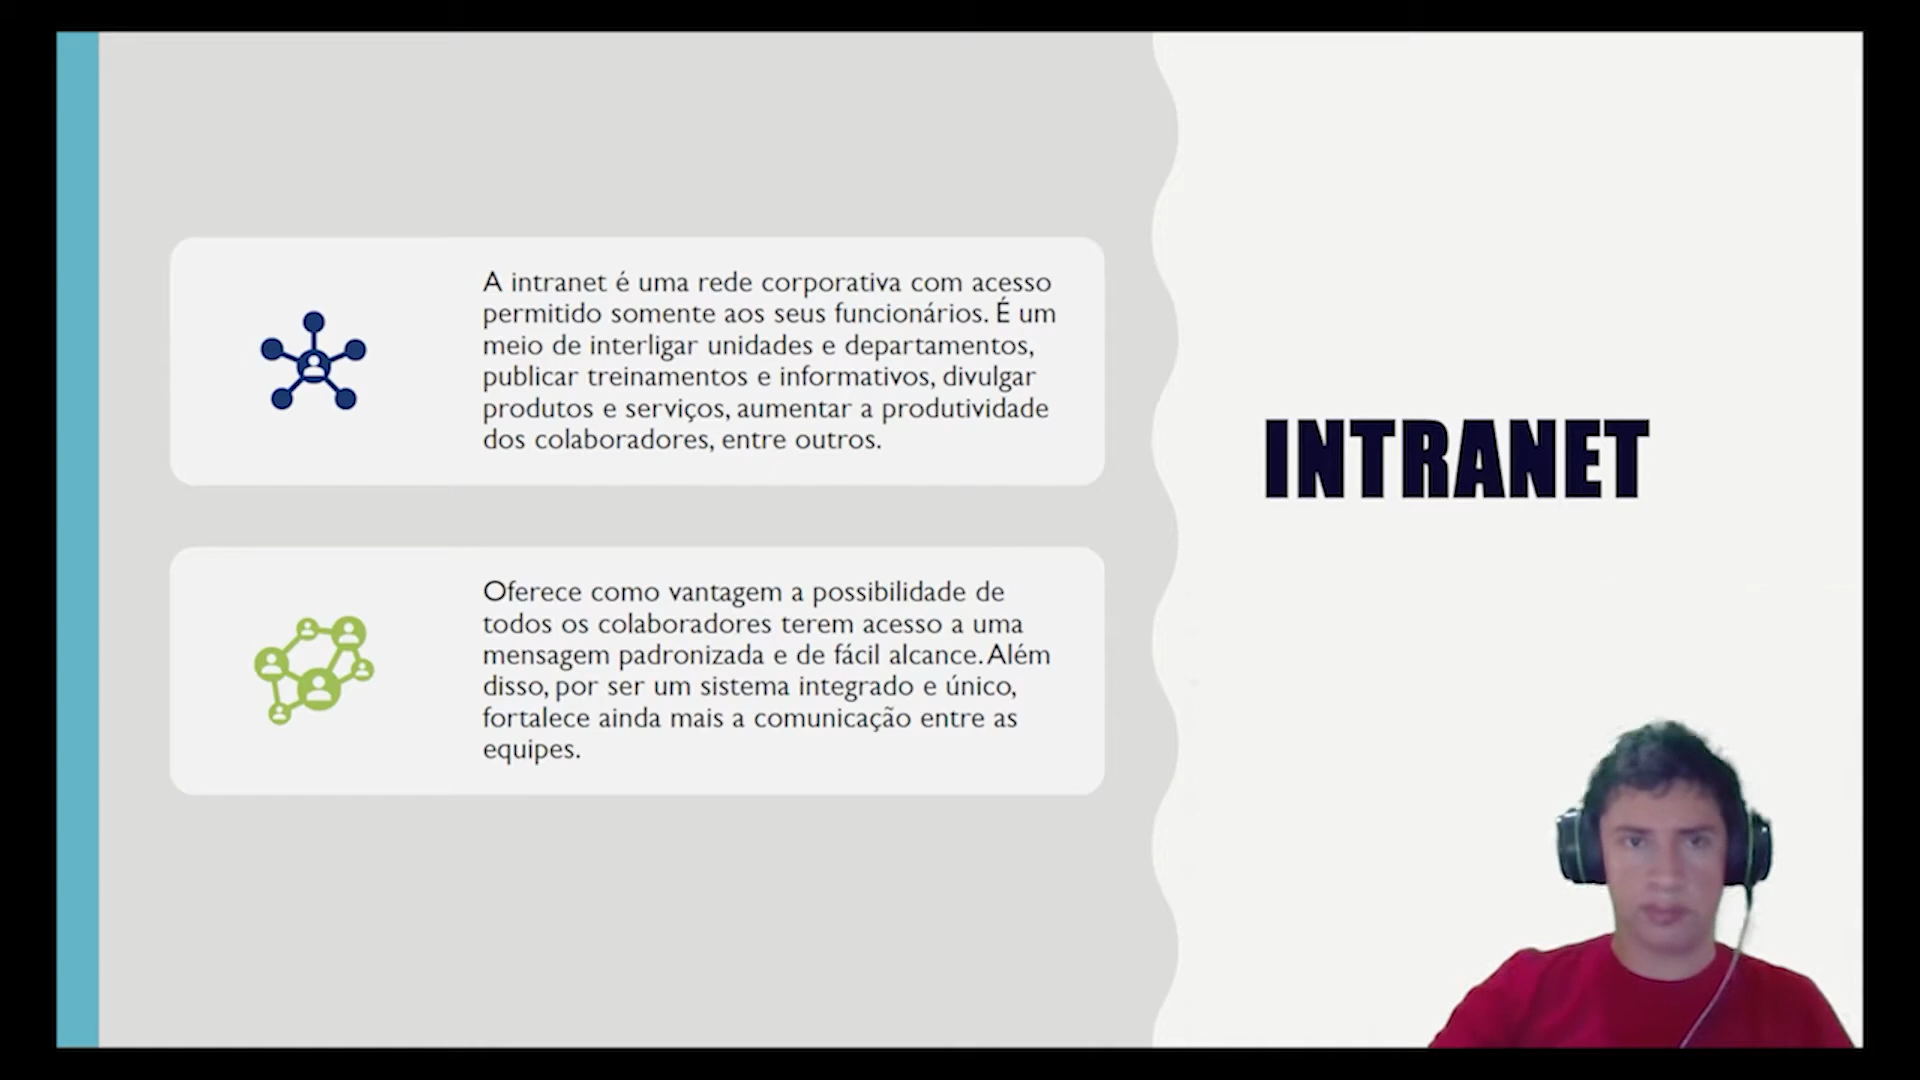 A intranet é uma rede corporativa com acesso
permitido somente aos seus funcionários. É um
meio de interligar unidades e departamentos,
publicar treinamentos e informativos, divulgar
produtos e serviços, aumentar a produtividade
dos colaboradores, entre outros.
Oferece como vantagem a possibilidade de
todos os colaboradores terem acesso a uma
mensagem padronizada e de fácil alcance. Além
disso, por ser um sistema integrado e único,
fortalece ainda mais a comunicação entre as
equipes.
INTRANET